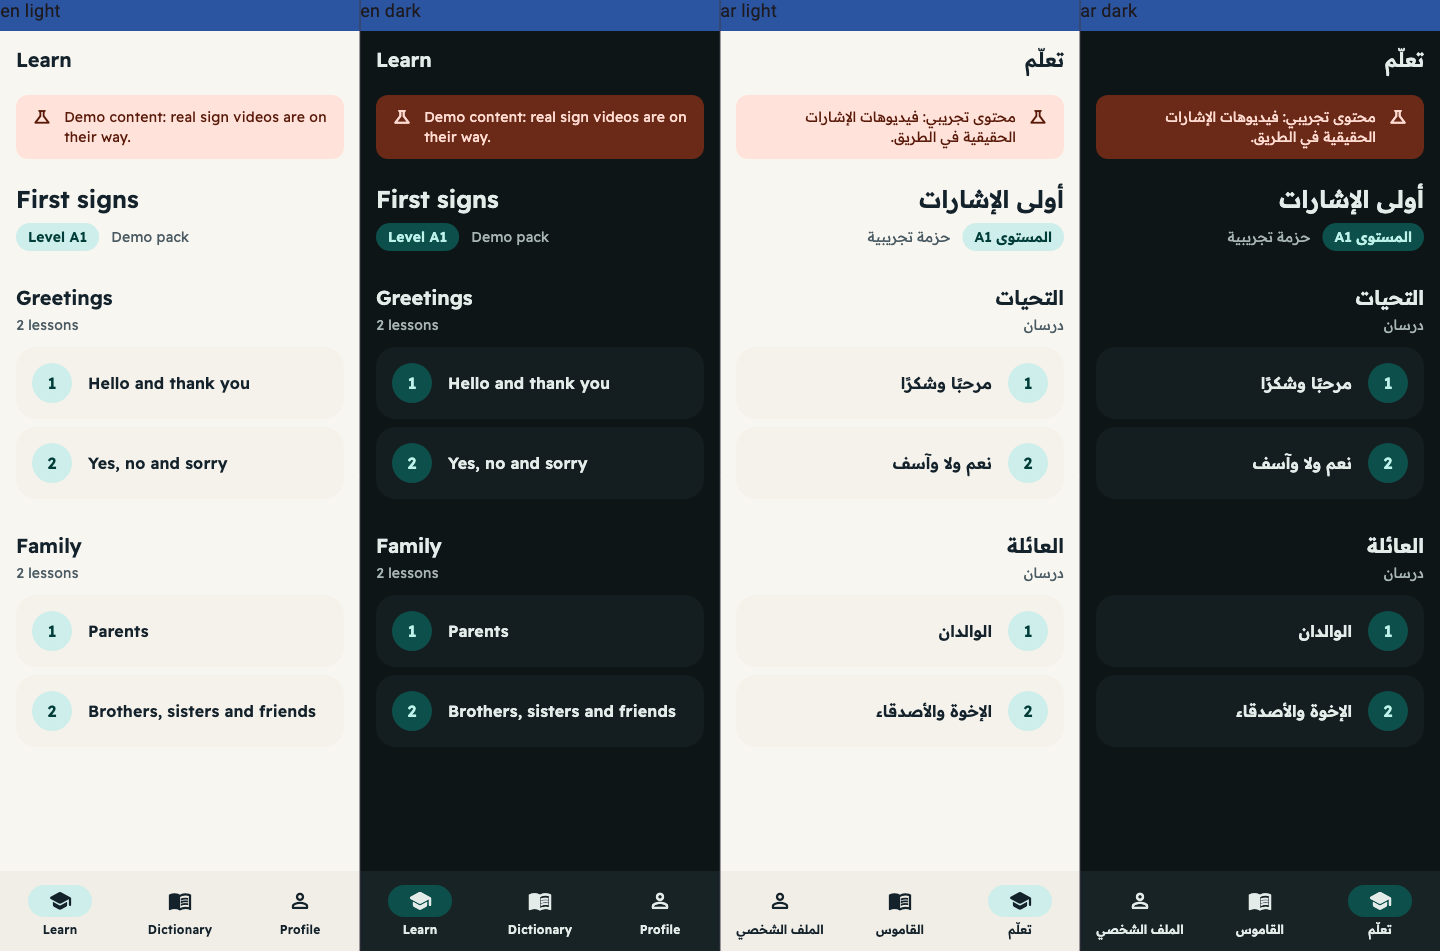 en light
Learn
Demo content: real sign videos are on
their way.
First signs
Level A1 Demo pack
Greetings
2 lessons
1 Hello and thank you
2 Yes, no and sorry
Family
2 lessons
1 Parents
2 Brothers, sisters and friends
Learn Dictionary Profile
en dark
Learn
Demo content: real sign videos are on
their way.
First signs
Level A1 Demo pack
Greetings
2 lessons
1 Hello and thank you
2 Yes, no and sorry
Family
2 lessons
1 Parents
2 Brothers, sisters and friends
Learn Dictionary Profile
ar light
تعلّم
محتوى تجريبي: فيديوهات الإشارات
الحقيقية في الطريق.
أولى الإشارات
المستوى A1 حزمة تجريبية
التحيات
درسان
1 مرحبًا وشكرًا
2 نعم ولا وآسف
العائلة
درسان
1 الوالدان
2 الإخوة والأصدقاء
تعلّم القاموس الملف الشخصي
ar dark
تعلّم
محتوى تجريبي: فيديوهات الإشارات
الحقيقية في الطريق.
أولى الإشارات
المستوى A1 حزمة تجريبية
التحيات
درسان
1 مرحبًا وشكرًا
2 نعم ولا وآسف
العائلة
درسان
1 الوالدان
2 الإخوة والأصدقاء
تعلّم القاموس الملف الشخصي